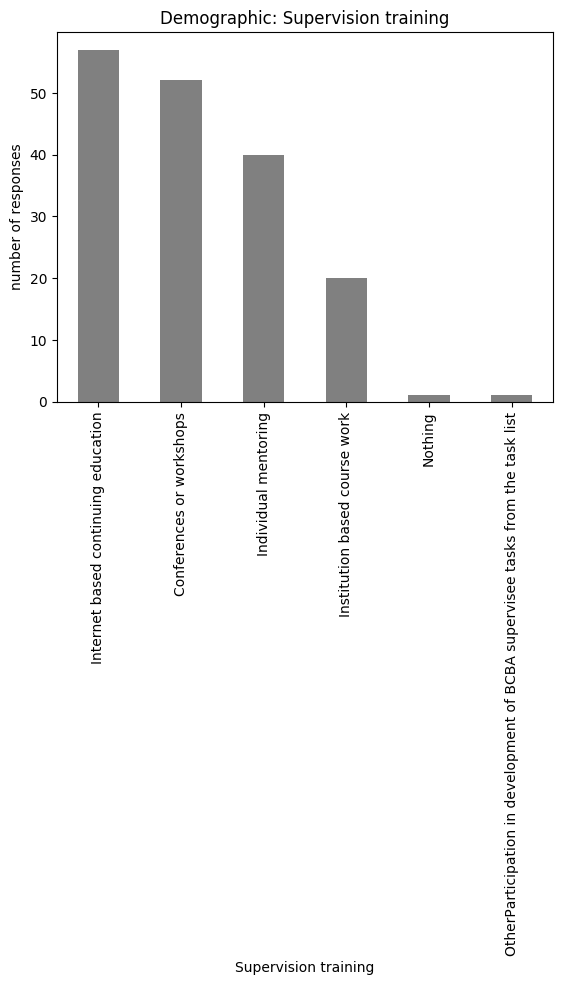 Demographic: Supervision training
number of responses
50
40
30
20
10
0
Internet based continuing education
Conferences or workshops
Individual mentoring
Institution based course work
Nothing
OtherParticipation in development of BCBA supervisee tasks from the task list
Supervision training